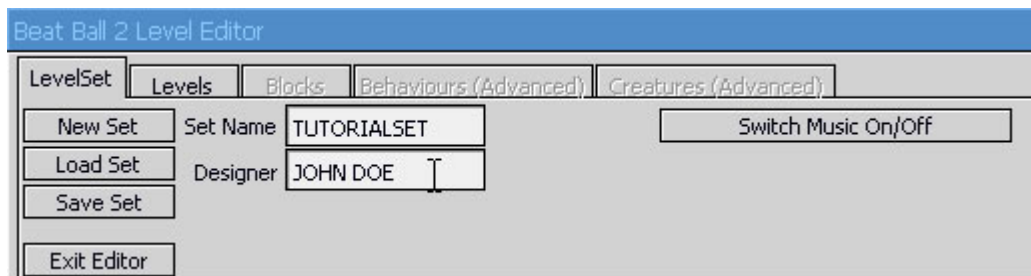 Beat Ball 2 Level Editor
LevelSet Levels Blocks Behaviours (Advanced) Creatures (Advanced)
New Set Set Name TUTORIALSET Switch Music On/Off
Load Set Designer JOHN DOE
Save Set
Exit Editor